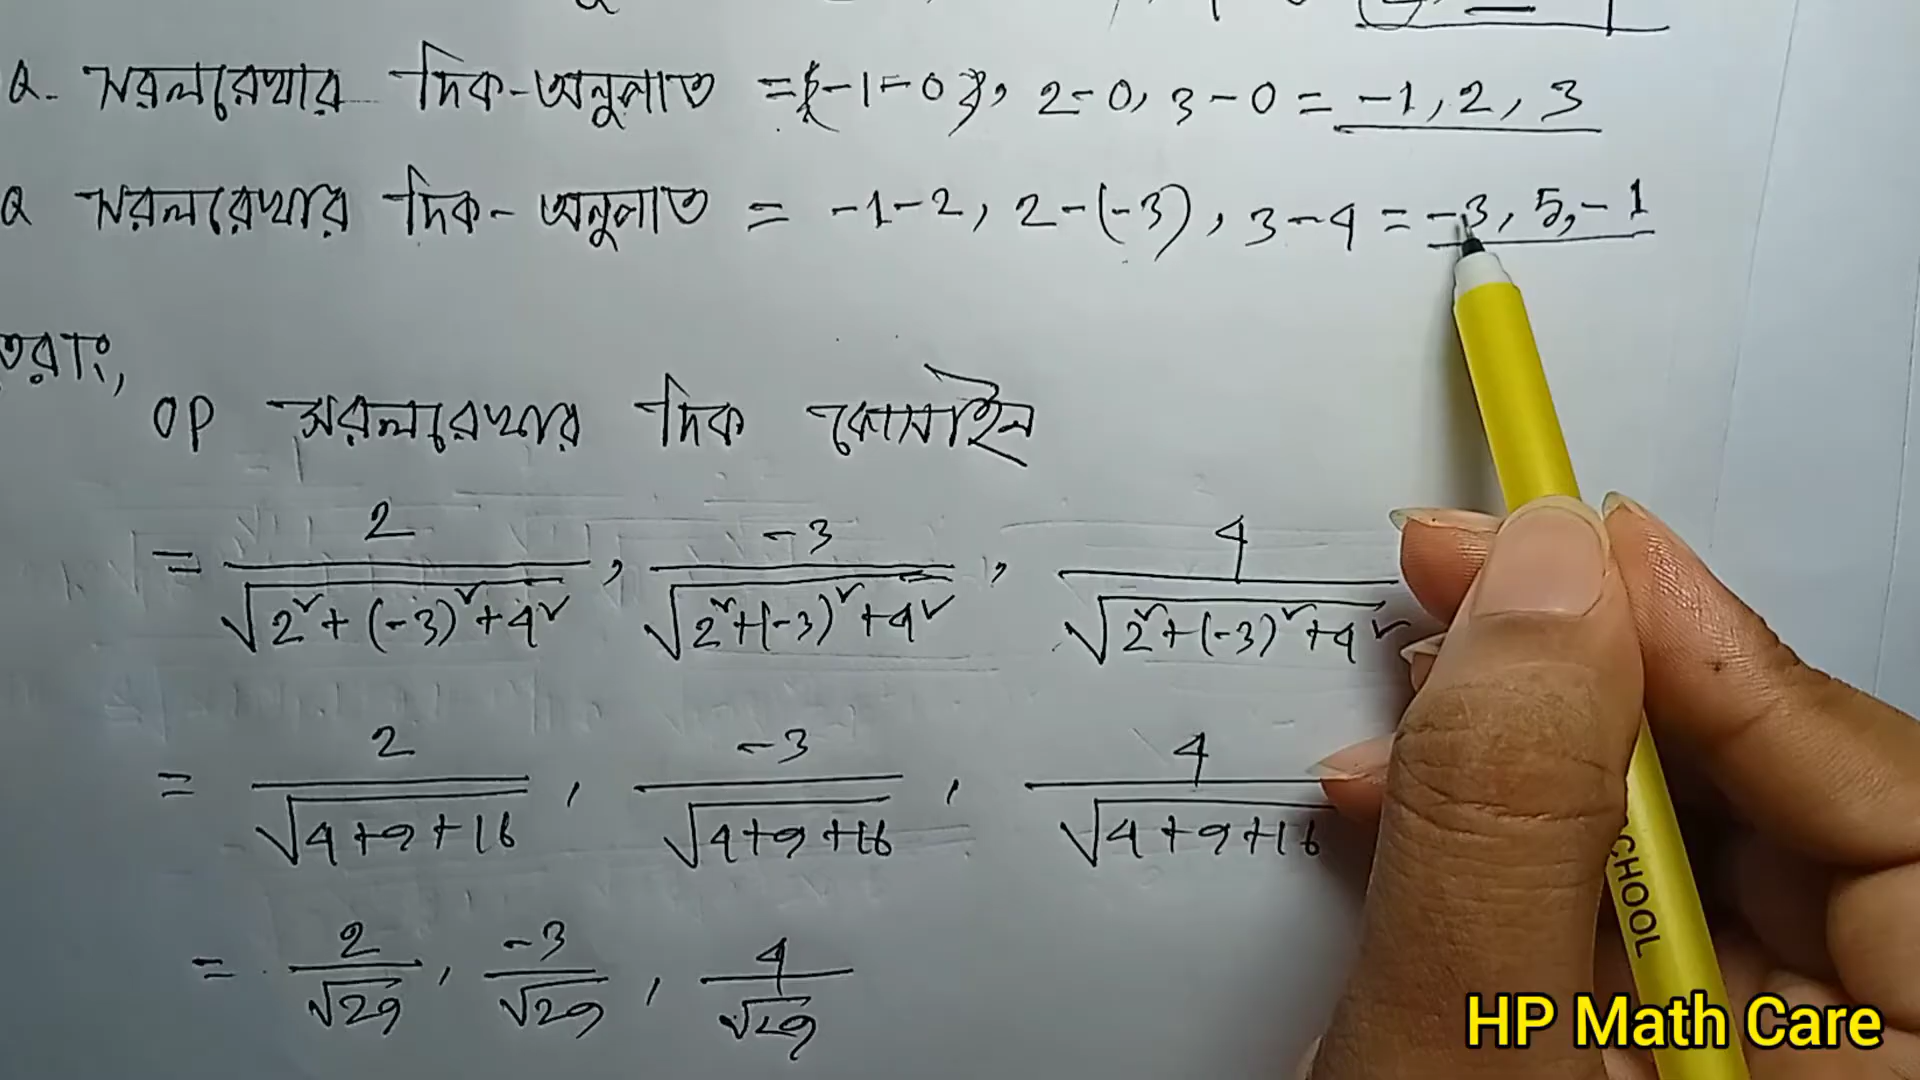 Q. সরলরেখার দিক-অনুপাত = {-1-0}, 2-0, 3-0 = -1, 2, 3
Q সরলরেখার দিক-অনুপাত = -1-2, 2-(-3), 3-4 = -3, 5, -1
তরাং,
OP সরলরেখার দিক কোসাইন
= 2/√(2² + (-3)² + 4²) , -3/√(2² + (-3)² + 4²) , 4/√(2² + (-3)² + 4²)
= 2/√(4+9+16) , -3/√(4+9+16) , 4/√(4+9+16)
= 2/√29 , -3/√29 , 4/√29
CHOOL
HP Math Care